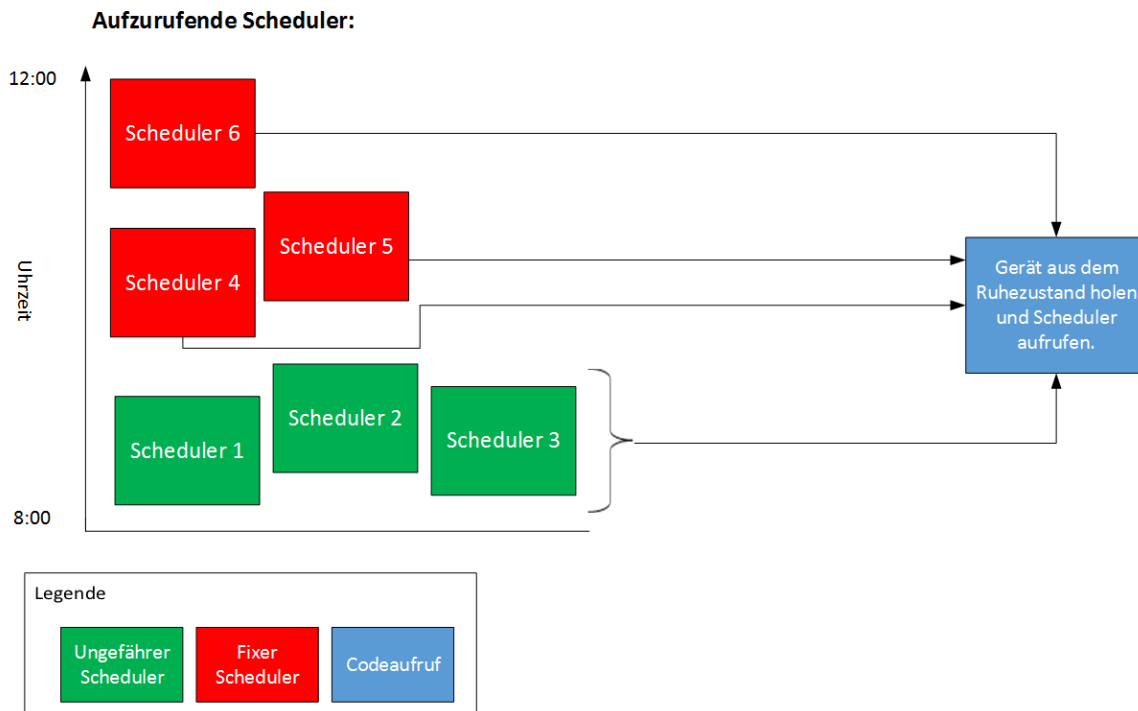 Aufzurufende Scheduler:
12:00
Scheduler 6
Scheduler 5
Scheduler 4
Uhrzeit
Gerät aus dem
Ruhezustand holen
und Scheduler
aufrufen.
Scheduler 2
Scheduler 1
Scheduler 3
8:00
Legende
Ungefährer
Scheduler
Fixer
Scheduler
Codeaufruf